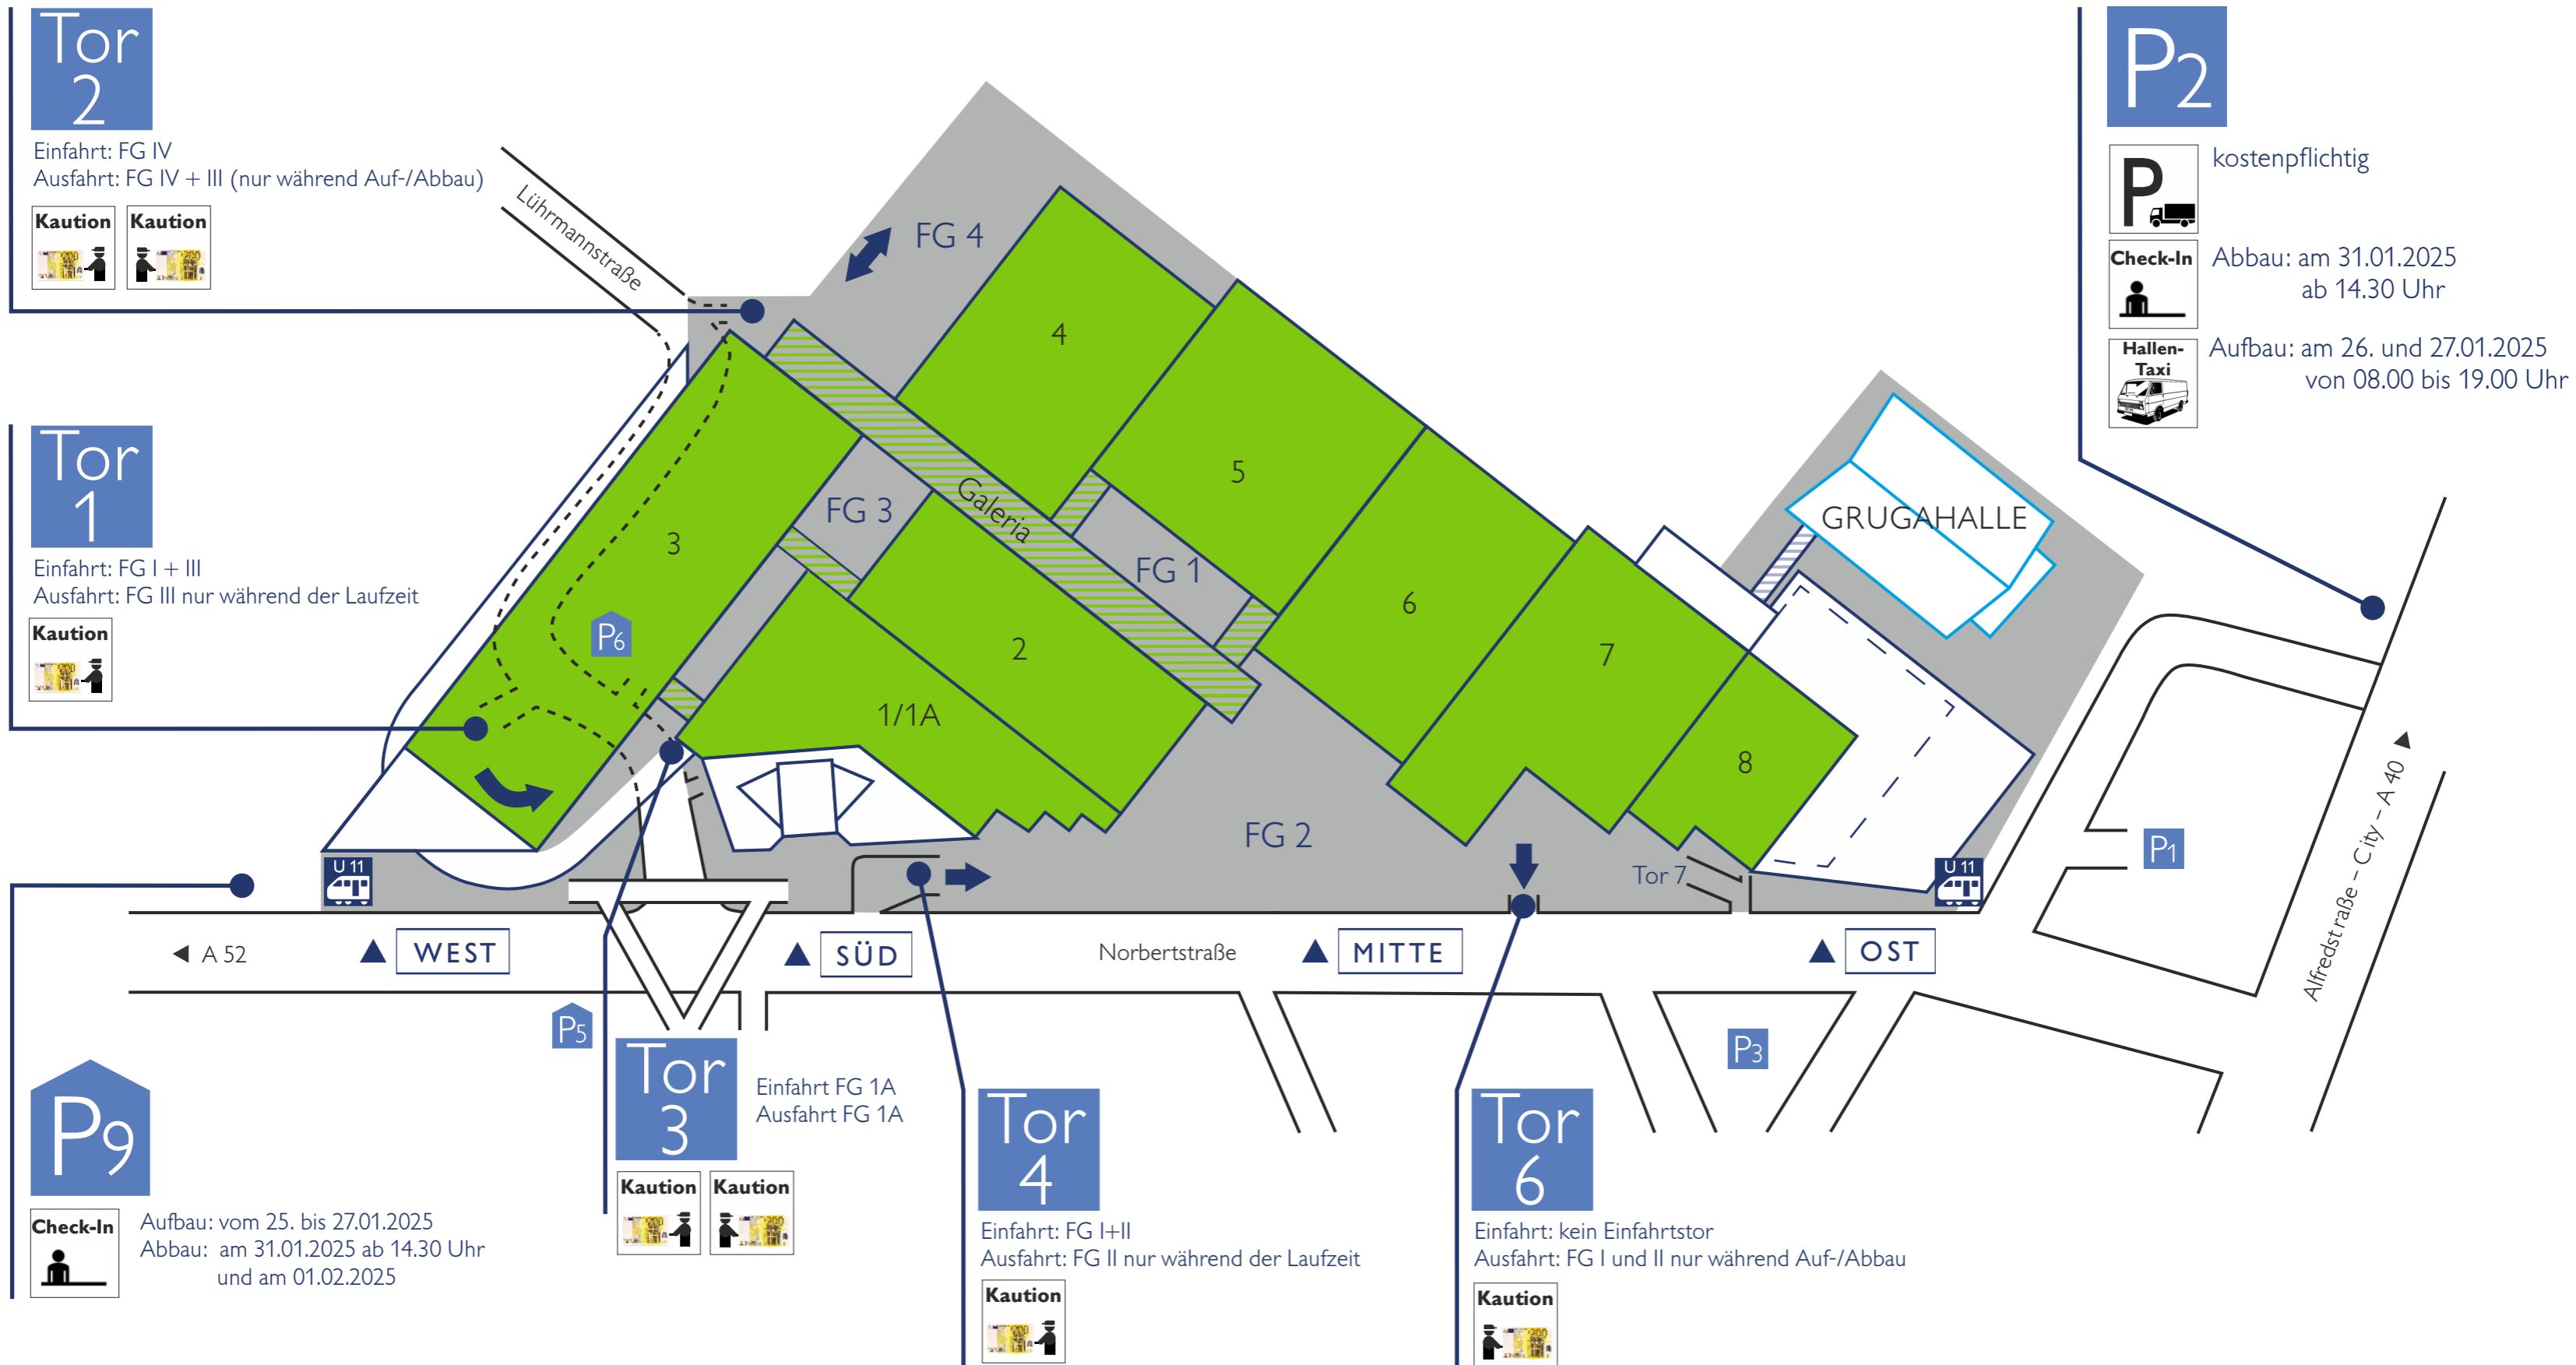 Tor
2
Einfahrt: FG IV
Ausfahrt: FG IV + III (nur während Auf-/Abbau)
Kaution
Kaution
Tor
1
Einfahrt: FG I + III
Ausfahrt: FG III nur während der Laufzeit
Kaution
P2
P
kostenpflichtig
Check-In
Abbau: am 31.01.2025
ab 14.30 Uhr
Hallen-
Taxi
Aufbau: am 26. und 27.01.2025
von 08.00 bis 19.00 Uhr
Lührmannstraße
FG 4
4
5
Galeria
FG 3
3
FG 1
6
GRUGAHALLE
P6
2
7
1/1A
8
FG 2
Tor 7
U 11
U 11
P1
Alfredstraße – City – A 40
A 52
WEST
SÜD
Norbertstraße
MITTE
OST
P5
P3
P9
Check-In
Aufbau: vom 25. bis 27.01.2025
Abbau: am 31.01.2025 ab 14.30 Uhr
und am 01.02.2025
Tor
3
Einfahrt FG 1A
Ausfahrt FG 1A
Kaution
Kaution
Tor
4
Einfahrt: FG I+II
Ausfahrt: FG II nur während der Laufzeit
Kaution
Tor
6
Einfahrt: kein Einfahrtstor
Ausfahrt: FG I und II nur während Auf-/Abbau
Kaution